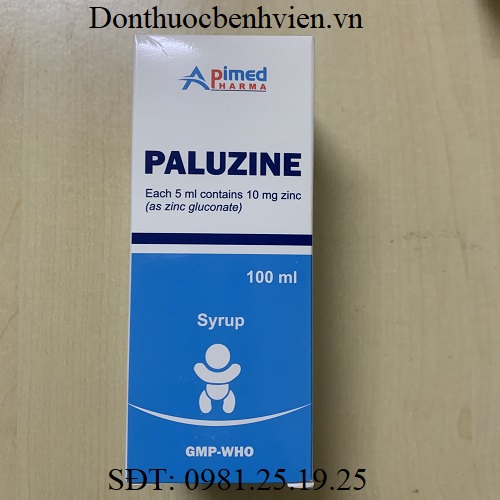 Donthuocbenhvien.vn
Apimed
PHARMA
PALUZINE
Each 5 ml contains 10 mg zinc
(as zinc gluconate)
100 ml
Syrup
GMP-WHO
SĐT: 0981.25.19.25